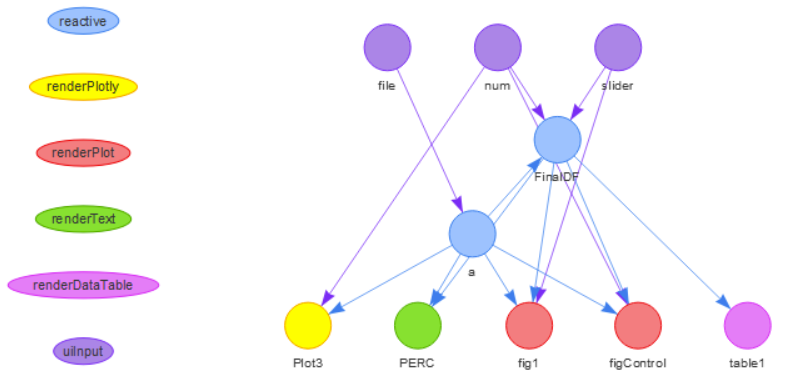 reactive
renderPlotly
renderPlot
renderText
renderDataTable
uiInput
file
num
slider
FinalDF
a
Plot3
PERC
fig1
figControl
table1